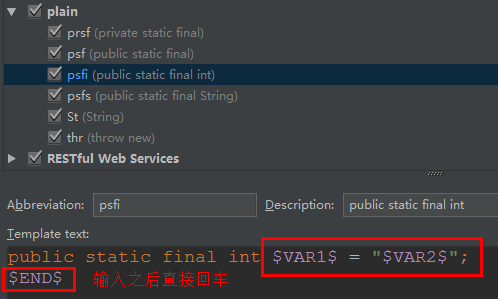 plain
prsf (private static final)
psf (public static final)
psfi (public static final int)
psfs (public static final String)
St (String)
thr (throw new)
RESTful Web Services
Abbreviation: psfi Description: public static final int
Template text:
public static final int $VAR1$ = "$VAR2$";
$END$ 输入之后直接回车